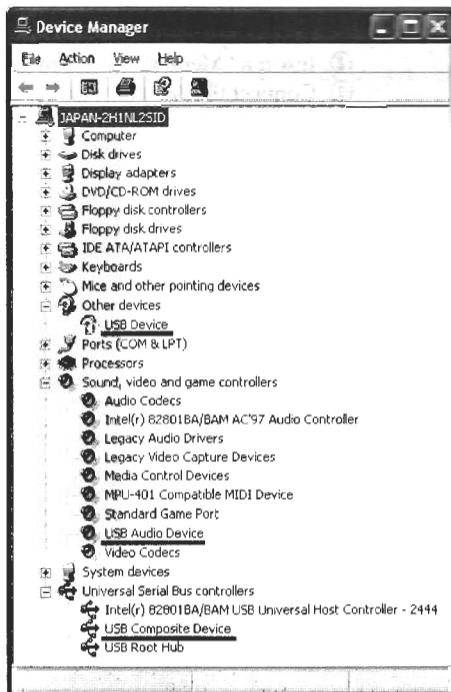 Device Manager
File Action View Help
JAPAN-2H1NL2SID
Computer
Disk drives
Display adapters
DVD/CD-ROM drives
Floppy disk controllers
Floppy disk drives
IDE ATA/ATAPI controllers
Keyboards
Mice and other pointing devices
Other devices
USB Device
Ports (COM & LPT)
Processors
Sound, video and game controllers
Audio Codecs
Intel(r) 82801BA/BAM AC'97 Audio Controller
Legacy Audio Drivers
Legacy Video Capture Devices
Media Control Devices
MPU-401 Compatible MIDI Device
Standard Game Port
USB Audio Device
Video Codecs
System devices
Universal Serial Bus controllers
Intel(r) 82801BA/BAM USB Universal Host Controller - 2444
USB Composite Device
USB Root Hub